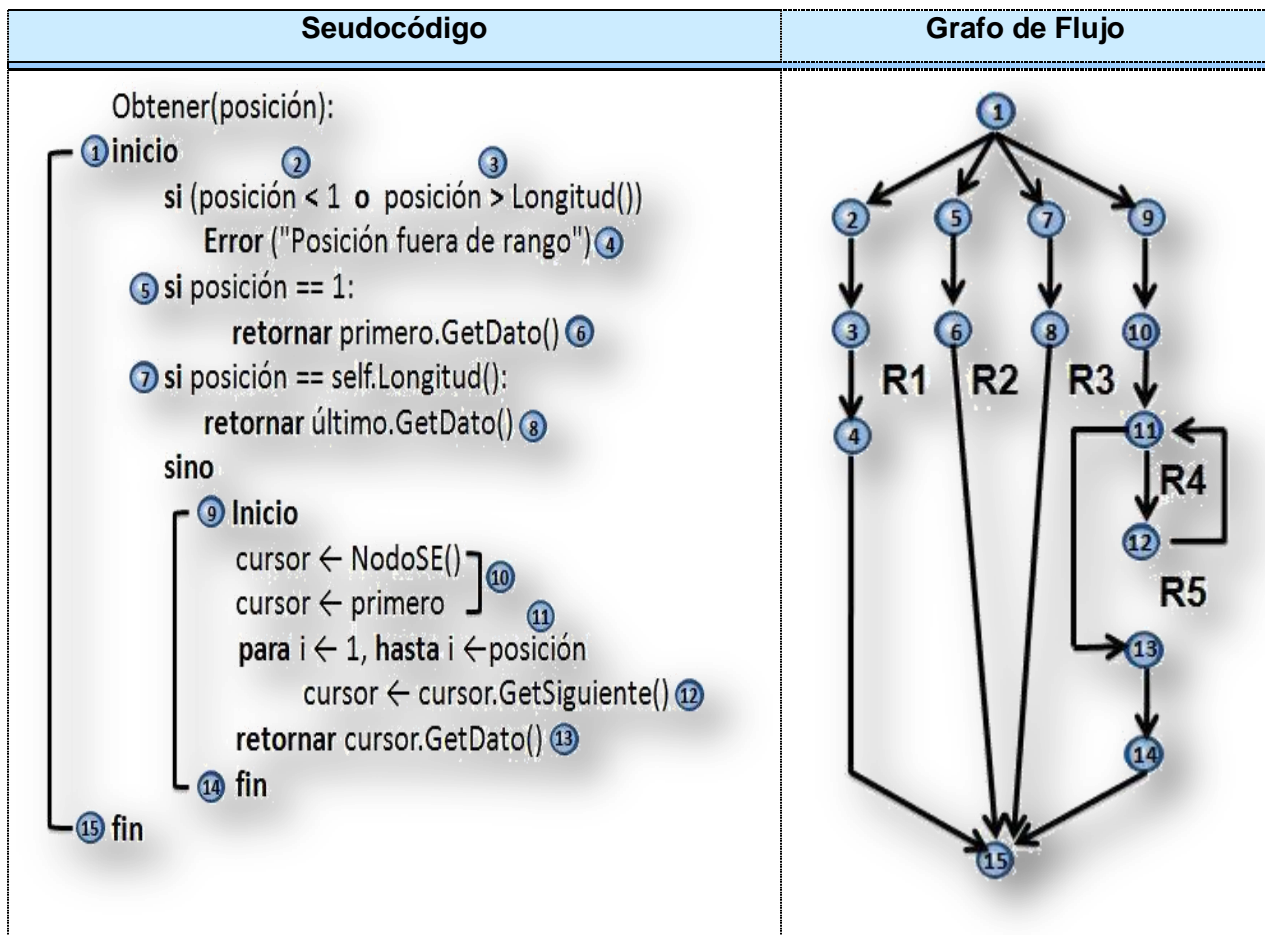 Seudocódigo
Grafo de Flujo
Obtener(posición):
1 inicio
2 3
si (posición < 1 o posición > Longitud())
Error ("Posición fuera de rango") 4
5 si posición == 1:
retornar primero.GetDato() 6
7 si posición == self.Longitud():
retornar último.GetDato() 8
sino
9 Inicio
cursor ← NodoSE()
10
cursor ← primero
11
para i ← 1, hasta i ←posición
cursor ← cursor.GetSiguiente() 12
retornar cursor.GetDato() 13
14 fin
15 fin
1
2 5 7 9
3 6 8 10
R1 R2 R3
4 11
R4
12
R5
13
14
15